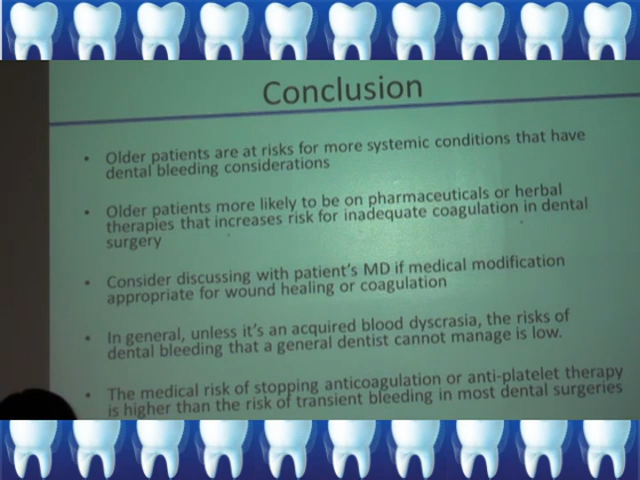 Conclusion
• Older patients are at risks for more systemic conditions that have
dental bleeding considerations
• Older patients more likely to be on pharmaceuticals or herbal
therapies that increases risk for inadequate coagulation in dental
surgery
• Consider discussing with patient's MD if medical modification
appropriate for wound healing or coagulation
• In general, unless it's an acquired blood dyscrasia, the risks of
dental bleeding that a general dentist cannot manage is low.
• The medical risk of stopping anticoagulation or anti-platelet therapy
is higher than the risk of transient bleeding in most dental surgeries